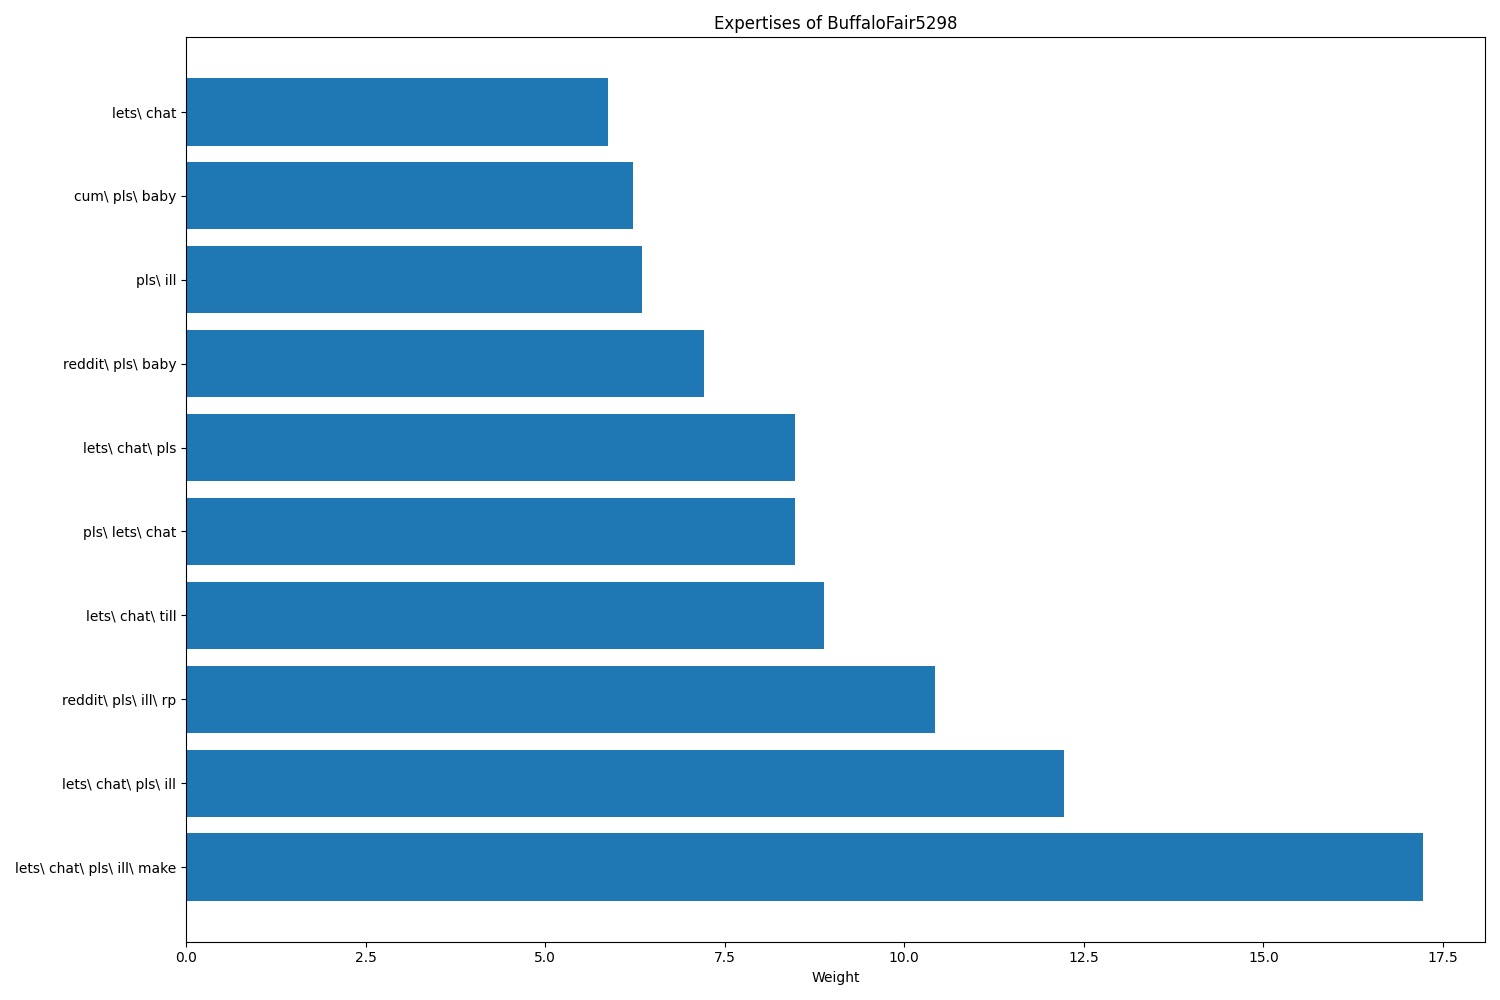 Expertises of BuffaloFair5298
lets\ chat
cum\ pls\ baby
pls\ ill
reddit\ pls\ baby
lets\ chat\ pls
pls\ lets\ chat
lets\ chat\ till
reddit\ pls\ ill\ rp
lets\ chat\ pls\ ill
lets\ chat\ pls\ ill\ make
0.0 2.5 5.0 7.5 10.0 12.5 15.0 17.5
Weight